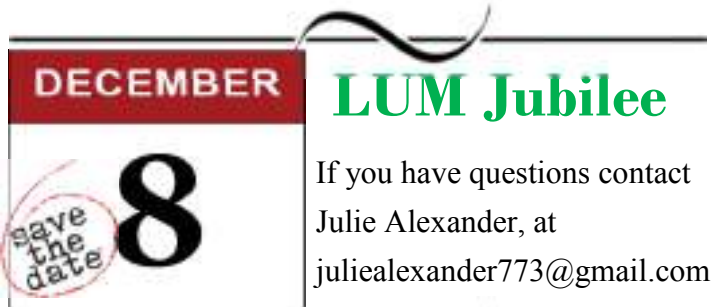 DECEMBER
8
save
the
date
LUM Jubilee
If you have questions contact
Julie Alexander, at
juliealexander773@gmail.com